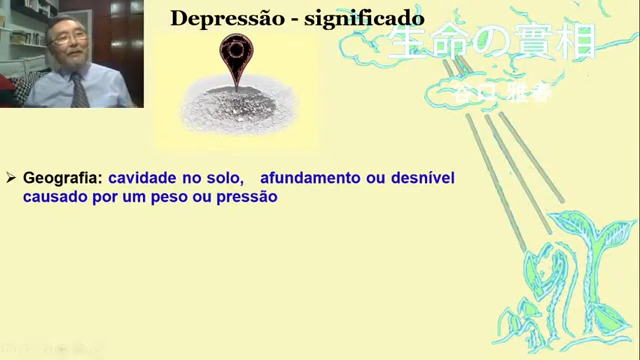 Depressão - significado
生命の實相
谷口 雅春
➢ Geografia: cavidade no solo, afundamento ou desnível
causado por um peso ou pressão